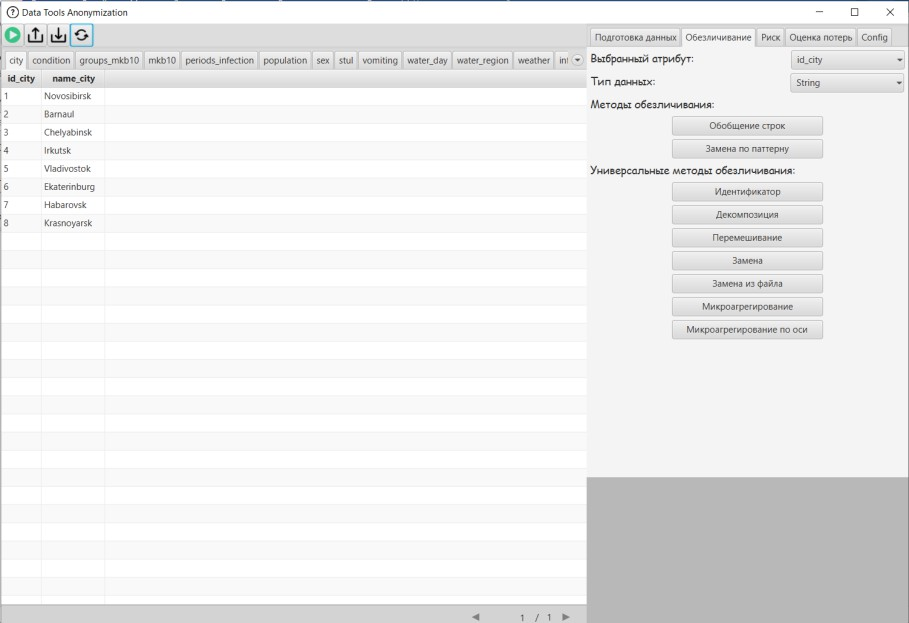 Data Tools Anonymization
city condition groups_mkb10 mkb10 periods_infection population sex stul vomiting water_day water_region weather
id_city name_city
1 Novosibirsk
2 Barnaul
3 Chelyabinsk
4 Irkutsk
5 Vladivostok
6 Ekaterinburg
7 Habarovsk
8 Krasnoyarsk
1 / 1
Подготовка данных Обезличивание Риск Оценка потерь Config
Выбранный атрибут: id_city
Тип данных: String
Методы обезличивания:
Обобщение строк
Замена по паттерну
Универсальные методы обезличивания:
Идентификатор
Декомпозиция
Перемешивание
Замена
Замена из файла
Микроагрегирование
Микроагрегирование по оси